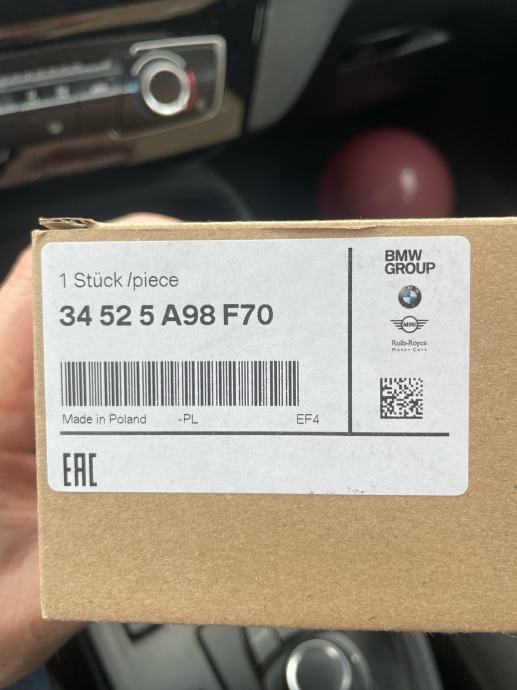 1 Stück /piece
34 52 5 A98 F70
Made in Poland -PL EF4
EAC
BMW
GROUP
MINI
Rolls-Royce
Motor Cars